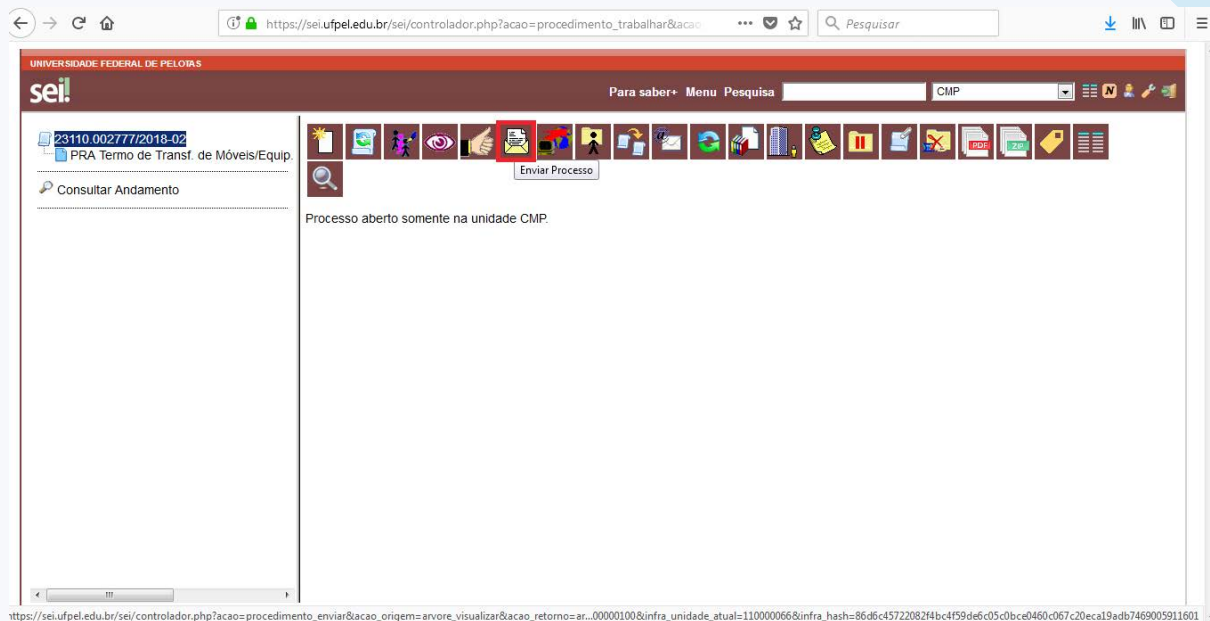 https://sei.ufpel.edu.br/sei/controlador.php?acao=procedimento_trabalhar&acao
Pesquisar
UNIVERSIDADE FEDERAL DE PELOTAS
sei!
Para saber+ Menu Pesquisa
CMP
N
23110.002777/2018-02
PRA Termo de Transf. de Móveis/Equip.
Consultar Andamento
PDF
ZIP
Enviar Processo
Processo aberto somente na unidade CMP.
https://sei.ufpel.edu.br/sei/controlador.php?acao=procedimento_enviar&acao_origem=arvore_visualizar&acao_retorno=ar...00000100&infra_unidade_atual=110000066&infra_hash=86d6c45722082f4bc4f59de6c05c0bce0460c067c20eca19adb7469005911601